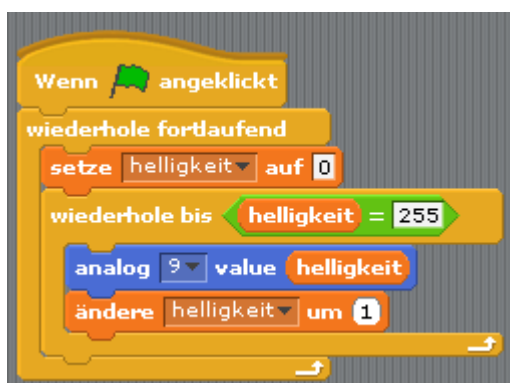 Wenn angeklickt
wiederhole fortlaufend
setze helligkeit auf 0
wiederhole bis helligkeit = 255
analog 9 value helligkeit
ändere helligkeit um 1